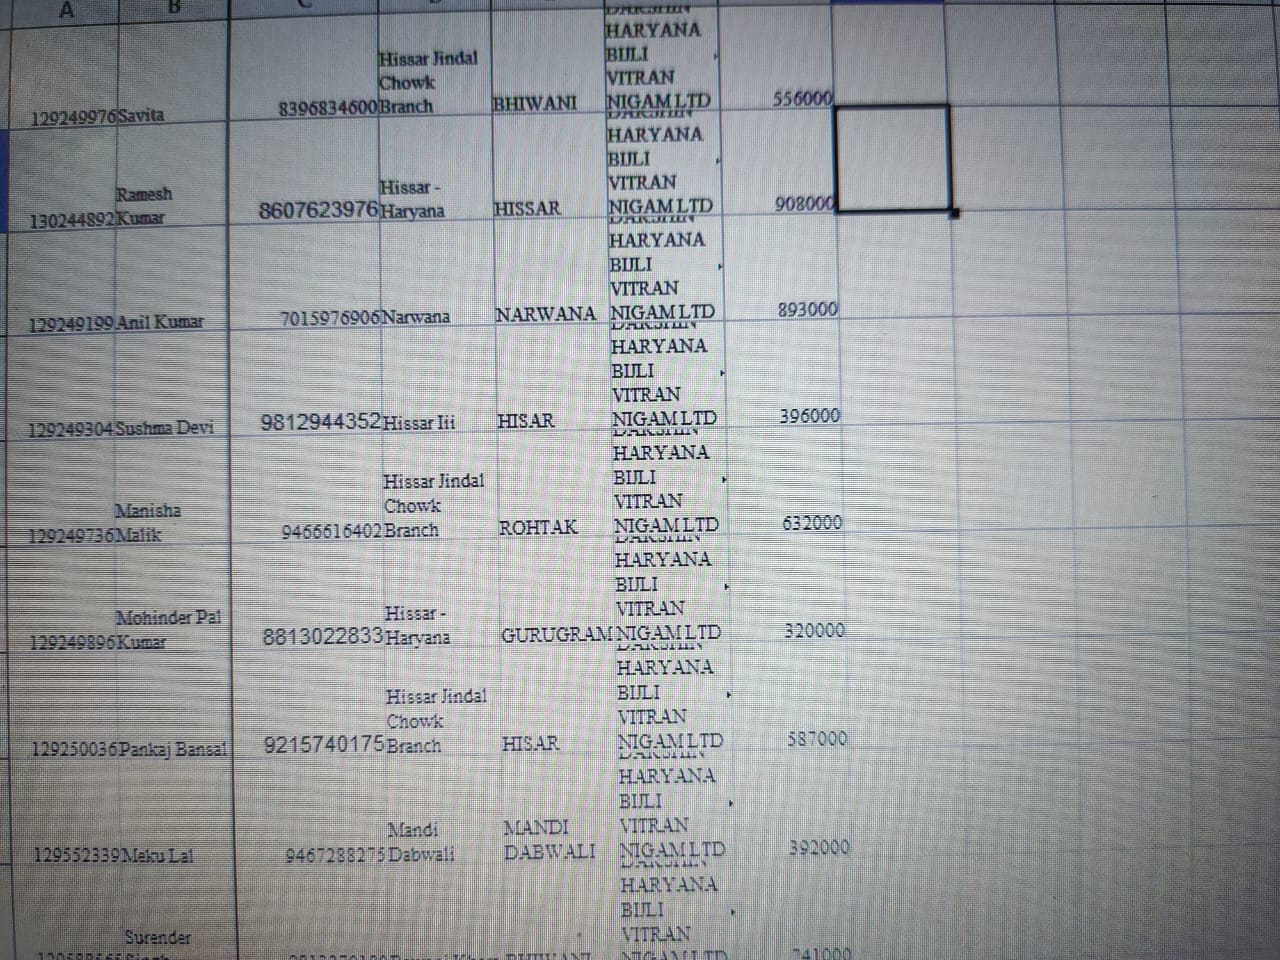 A B C
HARYANA
BIJLI
VITRAN
129249976 Savita 8396834600 Hissar Jindal Chowk Branch BHIWANI NIGAM LTD 556000
DAKSHIN
HARYANA
BIJLI
VITRAN
130244892 Ramesh Kumar 8607623976 Hissar - Haryana HISSAR NIGAM LTD 908000
DAKSHIN
HARYANA
BIJLI
VITRAN
129249199 Anil Kumar 7015976906 Narwana NARWANA NIGAM LTD 893000
DAKSHIN
HARYANA
BIJLI
VITRAN
129249304 Sushma Devi 9812944352 Hissar Iii HISAR NIGAM LTD 396000
DAKSHIN
HARYANA
BIJLI
VITRAN
129249736 Manisha Malik 9466616402 Hissar Jindal Chowk Branch ROHTAK NIGAM LTD 632000
DAKSHIN
HARYANA
BIJLI
VITRAN
129249896 Mohinder Pal Kumar 8813022833 Hissar - Haryana GURUGRAM NIGAM LTD 320000
DAKSHIN
HARYANA
BIJLI
VITRAN
129250036 Pankaj Bansal 9215740175 Hissar Jindal Chowk Branch HISAR NIGAM LTD 587000
DAKSHIN
HARYANA
BIJLI
VITRAN
129552339 Meku Lal 9467288275 Mandi Dabwali MANDI DABWALI NIGAM LTD 392000
DAKSHIN
HARYANA
BIJLI
VITRAN
Surender NIGAM LTD 741000